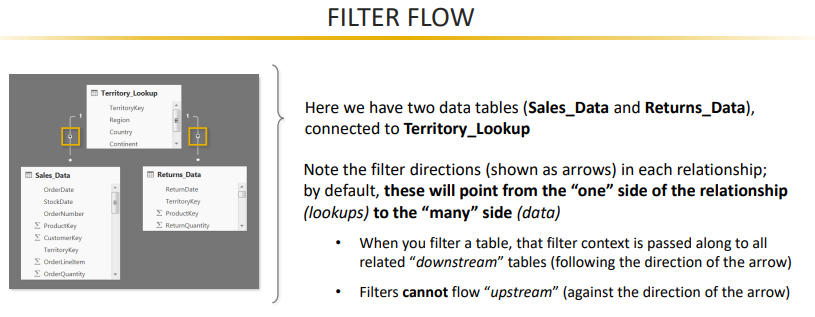 FILTER FLOW
Territory_Lookup
TerritoryKey
Region
Country
Continent
1
1
*
*
Sales_Data
OrderDate
StockDate
OrderNumber
Σ ProductKey
Σ CustomerKey
TerritoryKey
Σ OrderLineItem
Σ OrderQuantity
Returns_Data
ReturnDate
TerritoryKey
Σ ProductKey
Σ ReturnQuantity
Here we have two data tables (Sales_Data and Returns_Data),
connected to Territory_Lookup
Note the filter directions (shown as arrows) in each relationship;
by default, these will point from the “one” side of the relationship
(lookups) to the “many” side (data)
• When you filter a table, that filter context is passed along to all
related “downstream” tables (following the direction of the arrow)
• Filters cannot flow “upstream” (against the direction of the arrow)